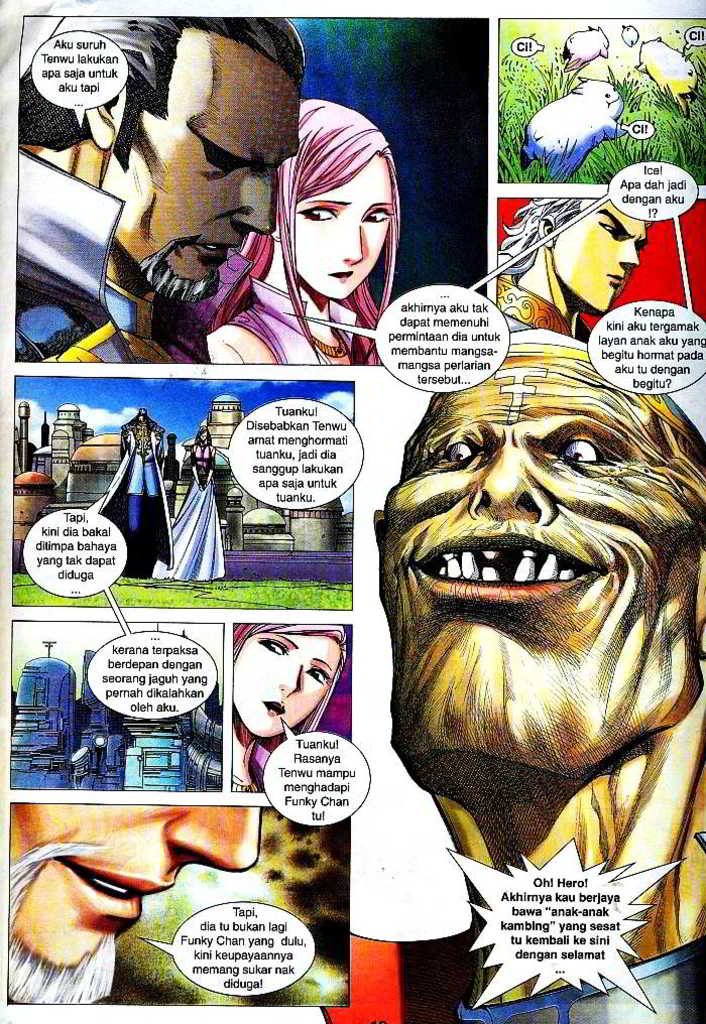 Aku suruh
Tenwu lakukan
apa saja untuk
aku tapi
...
...
akhirnya aku tak
dapat memenuhi
permintaan dia untuk
membantu mangsa-
mangsa perlarian
tersebut...
CI!
CI!
CI!
Ice!
Apa dah jadi
dengan aku
!?
Kenapa
kini aku tergamak
layan anak aku yang
begitu hormat pada
aku tu dengan
begitu?
Tuanku!
Disebabkan Tenwu
amat menghormati
tuanku, jadi dia
sanggup lakukan
apa saja untuk
tuanku.
Tapi,
kini dia bakal
ditimpa bahaya
yang tak dapat
diduga
...
...
kerana terpaksa
berdepan dengan
seorang jaguh yang
pernah dikalahkan
oleh aku.
Tuanku!
Rasanya
Tenwu mampu
menghadapi
Funky Chan
tu!
Tapi,
dia tu bukan lagi
Funky Chan yang dulu,
kini keupayaannya
memang sukar nak
diduga!
Oh! Hero!
Akhirnya kau berjaya
bawa "anak-anak
kambing" yang sesat
tu kembali ke sini
dengan selamat
...